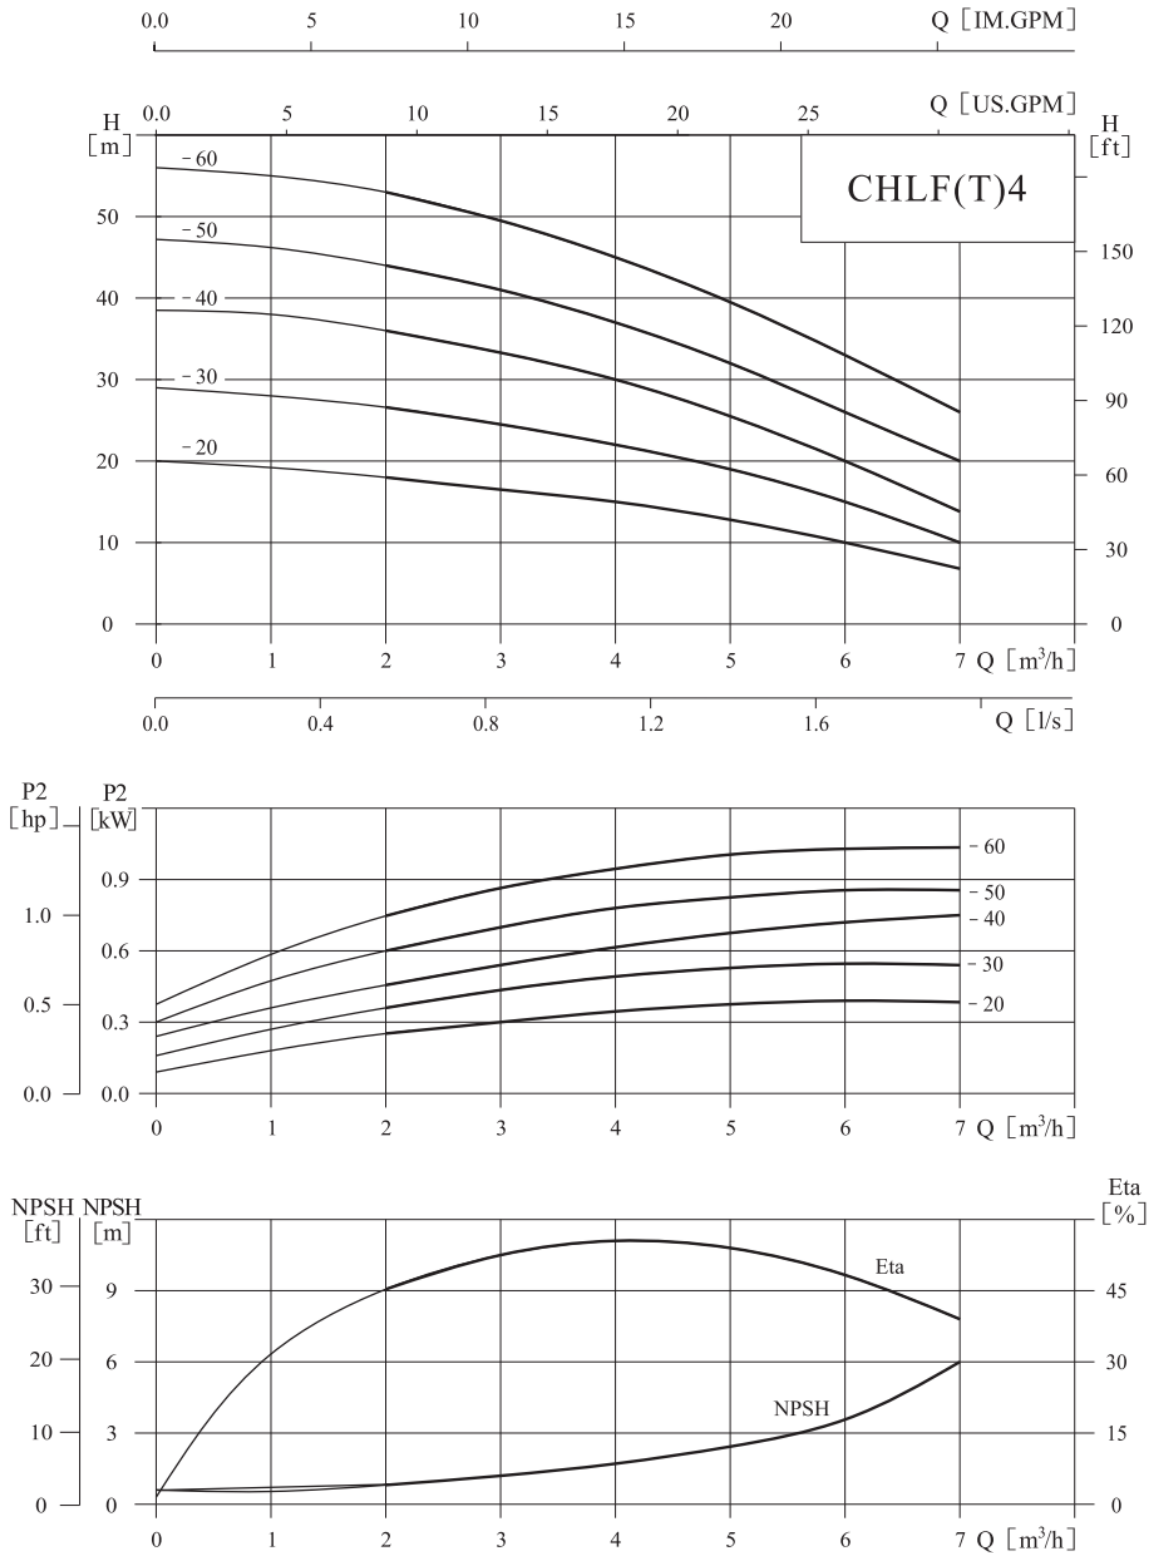 0.0 5 10 15 20 Q [IM.GPM]
0.0 5 10 15 20 25 Q [US.GPM]
H [m]
H [ft]
CHLF(T)4
- 60
50
- 50
150
40
- 40
120
30
- 30
90
20
- 20
60
10
30
0
0
0 1 2 3 4 5 6 7 Q [m³/h]
0.0 0.4 0.8 1.2 1.6 Q [l/s]
P2 [hp]
P2 [kW]
- 60
0.9
- 50
1.0
- 40
0.6
- 30
0.5
- 20
0.3
0.0 0.0
0 1 2 3 4 5 6 7 Q [m³/h]
NPSH [ft]
NPSH [m]
Eta [%]
Eta
30 9 45
20 6 30
NPSH
10 3 15
0 0 0
0 1 2 3 4 5 6 7 Q [m³/h]